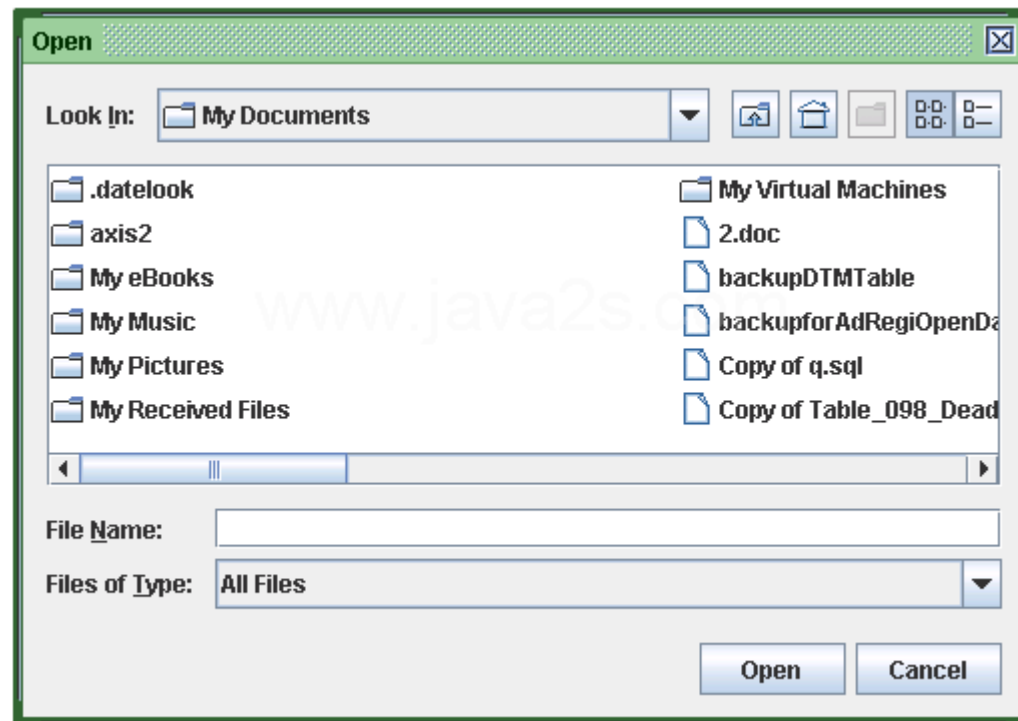 Open
Look In: My Documents
.datelook
axis2
My eBooks
My Music
My Pictures
My Received Files
My Virtual Machines
2.doc
backupDTMTable
backupforAdRegiOpenDa
Copy of q.sql
Copy of Table_098_Dead
www.java2s.com
File Name:
Files of Type: All Files
Open Cancel